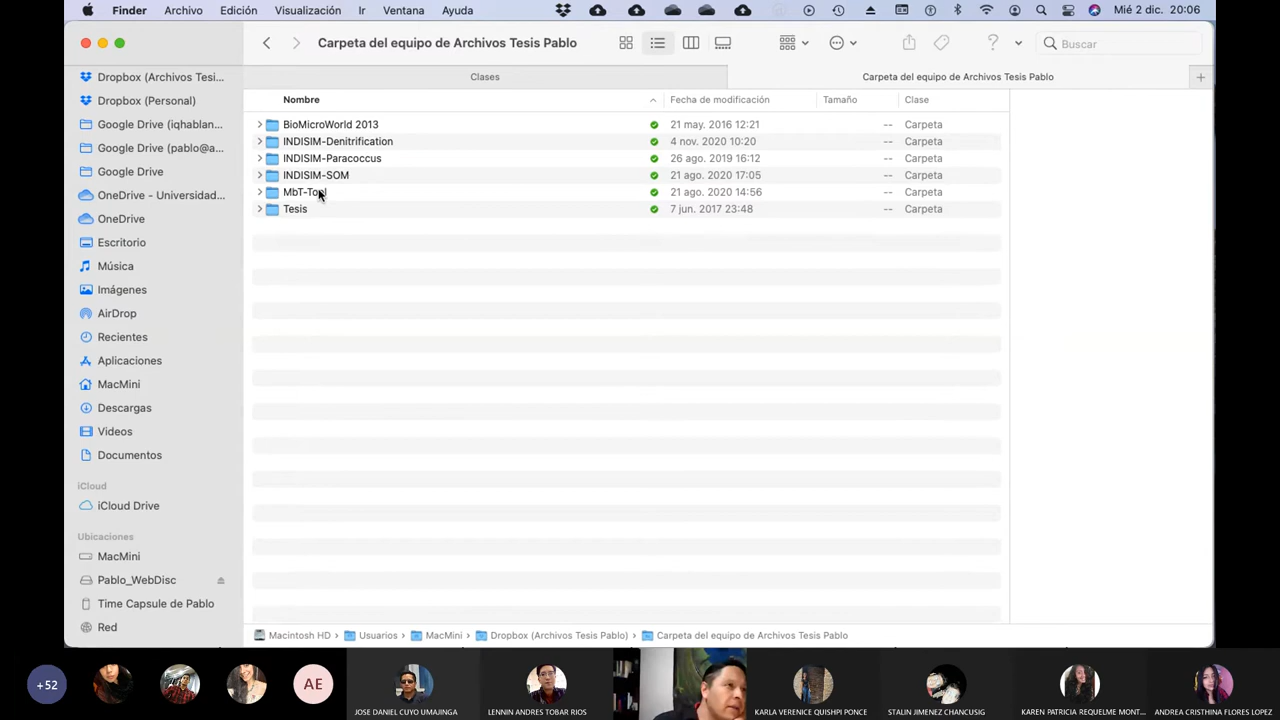 Finder Archivo Edición Visualización Ir Ventana Ayuda Mié 2 dic. 20:06
Carpeta del equipo de Archivos Tesis Pablo Buscar
Clases Carpeta del equipo de Archivos Tesis Pablo
Dropbox (Archivos Tesi...
Dropbox (Personal)
Google Drive (iqhablan...
Google Drive (pablo@a...
Google Drive
OneDrive - Universidad...
OneDrive
Escritorio
Música
Imágenes
AirDrop
Recientes
Aplicaciones
MacMini
Descargas
Videos
Documentos
iCloud
iCloud Drive
Ubicaciones
MacMini
Pablo_WebDisc
Time Capsule de Pablo
Red
Nombre Fecha de modificación Tamaño Clase
BioMicroWorld 2013 21 may. 2016 12:21 -- Carpeta
INDISIM-Denitrification 4 nov. 2020 10:20 -- Carpeta
INDISIM-Paracoccus 26 ago. 2019 16:12 -- Carpeta
INDISIM-SOM 21 ago. 2020 17:05 -- Carpeta
MbT-Tool 21 ago. 2020 14:56 -- Carpeta
Tesis 7 jun. 2017 23:48 -- Carpeta
Macintosh HD › Usuarios › MacMini › Dropbox (Archivos Tesis Pablo) › Carpeta del equipo de Archivos Tesis Pablo
+52 AE
JOSE DANIEL CUYO UMAJINGA LENNIN ANDRES TOBAR RIOS KARLA VERENICE QUISHPI PONCE STALIN JIMENEZ CHANCUSIG KAREN PATRICIA REQUELME MONT... ANDREA CRISTHINA FLORES LOPEZ